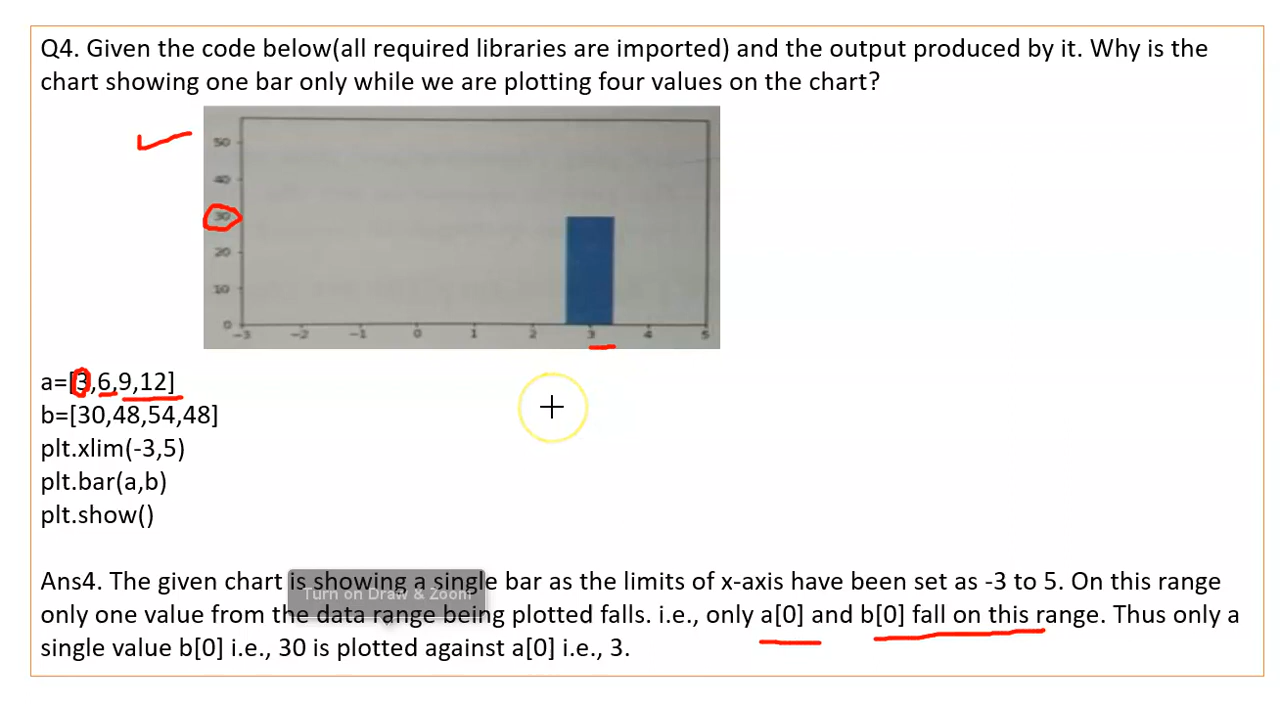 Q4. Given the code below(all required libraries are imported) and the output produced by it. Why is the
chart showing one bar only while we are plotting four values on the chart?
50
40
30
20
10
0
-3 -2 -1 0 1 2 3 4 5
a=[3,6,9,12]
b=[30,48,54,48]
plt.xlim(-3,5)
plt.bar(a,b)
plt.show()
Ans4. The given chart is showing a single bar as the limits of x-axis have been set as -3 to 5. On this range
Turn on Draw & Zoom
only one value from the data range being plotted falls. i.e., only a[0] and b[0] fall on this range. Thus only a
single value b[0] i.e., 30 is plotted against a[0] i.e., 3.